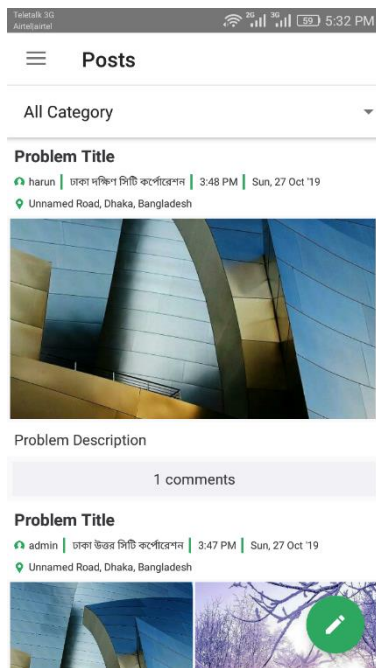 Teletalk 3G
Airtel|airtel
2G
3G
59
5:32 PM
Posts
All Category
Problem Title
harun | ঢাকা দক্ষিণ সিটি কর্পোরেশন | 3:48 PM | Sun, 27 Oct '19
Unnamed Road, Dhaka, Bangladesh
Problem Description
1 comments
Problem Title
admin | ঢাকা উত্তর সিটি কর্পোরেশন | 3:47 PM | Sun, 27 Oct '19
Unnamed Road, Dhaka, Bangladesh